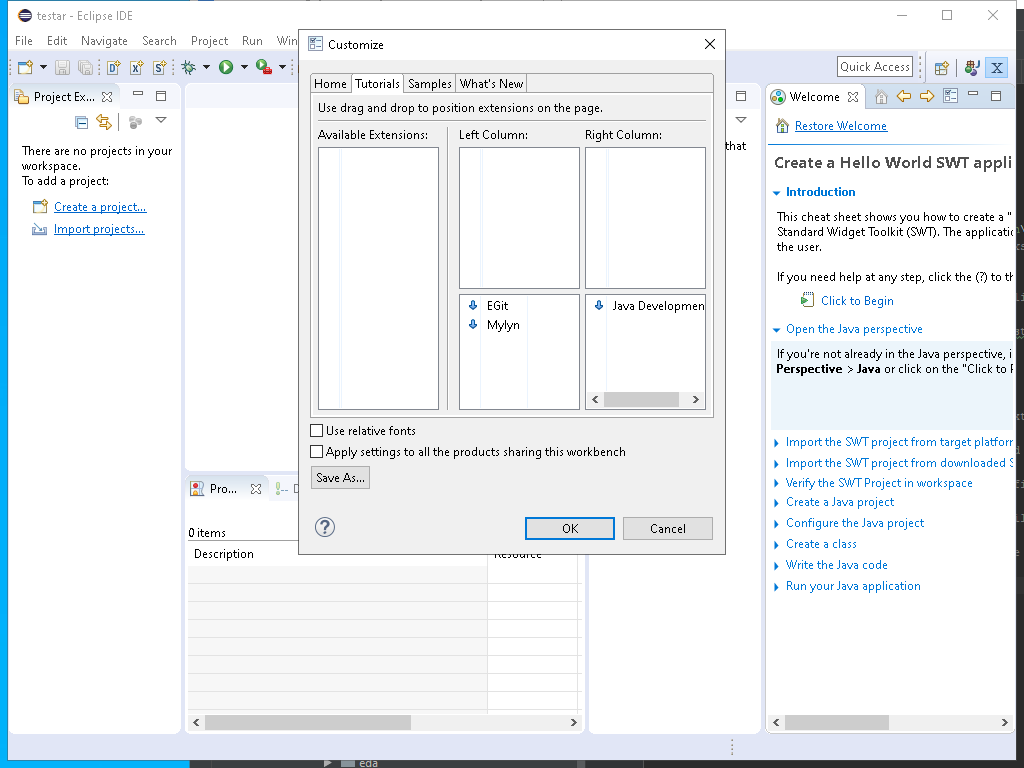 testar - Eclipse IDE
File Edit Navigate Search Project Run
Quick Access
Customize
Home Tutorials Samples What's New
Use drag and drop to position extensions on the page.
Available Extensions: Left Column: Right Column:
EGit
Mylyn
Java Developmen
Use relative fonts
Apply settings to all the products sharing this workbench
Save As...
OK Cancel
Project Ex...
There are no projects in your
workspace.
To add a project:
Create a project...
Import projects...
that
Pro...
0 items
Description Resource
Welcome
Restore Welcome
Create a Hello World SWT appli
Introduction
This cheat sheet shows you how to create a "
Standard Widget Toolkit (SWT). The applicatio
the user.
If you need help at any step, click the (?) to th
Click to Begin
Open the Java perspective
If you're not already in the Java perspective, i
Perspective > Java or click on the "Click to P
Import the SWT project from target platform
Import the SWT project from downloaded S
Verify the SWT Project in workspace
Create a Java project
Configure the Java project
Create a class
Write the Java code
Run your Java application
eda